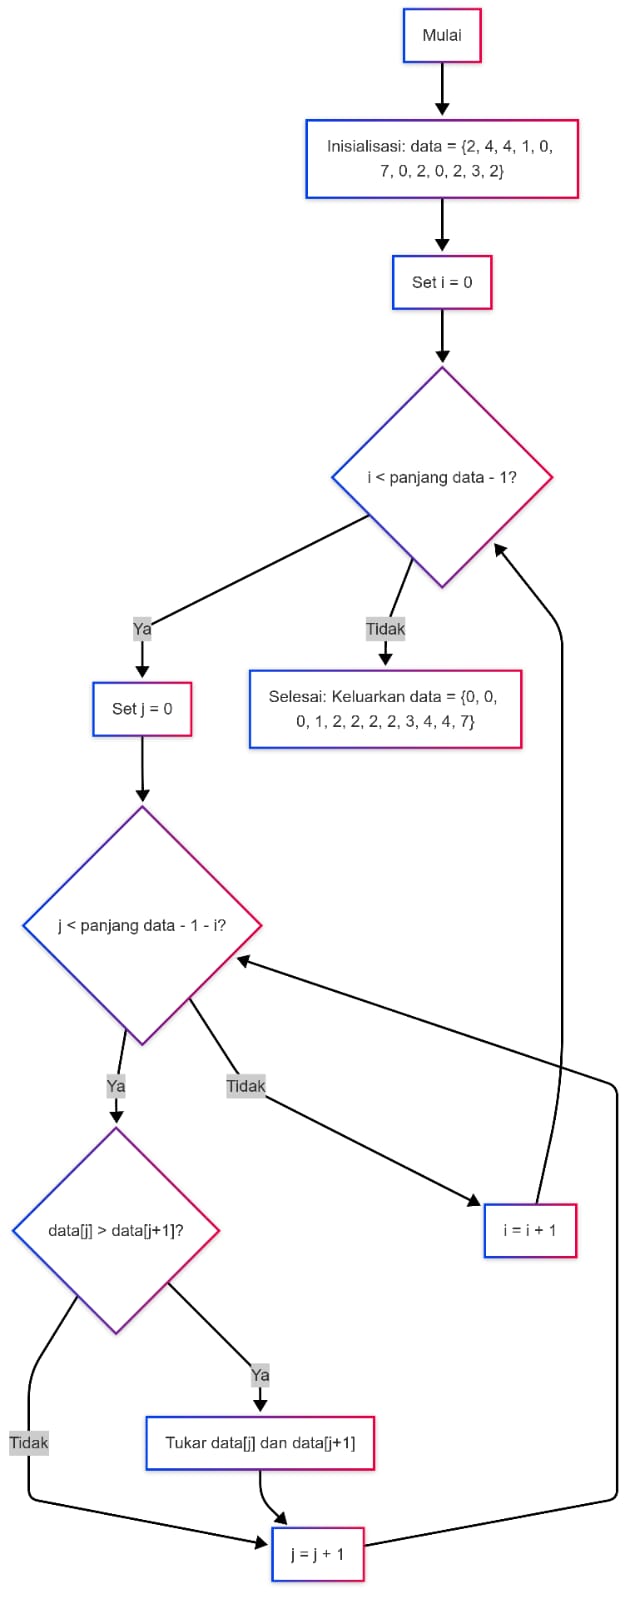 Mulai
Inisialisasi: data = {2, 4, 4, 1, 0,
7, 0, 2, 0, 2, 3, 2}
Set i = 0
i < panjang data - 1?
Ya
Tidak
Set j = 0
Selesai: Keluarkan data = {0, 0,
0, 1, 2, 2, 2, 2, 3, 4, 4, 7}
j < panjang data - 1 - i?
Ya
Tidak
data[j] > data[j+1]?
i = i + 1
Ya
Tidak
Tukar data[j] dan data[j+1]
j = j + 1